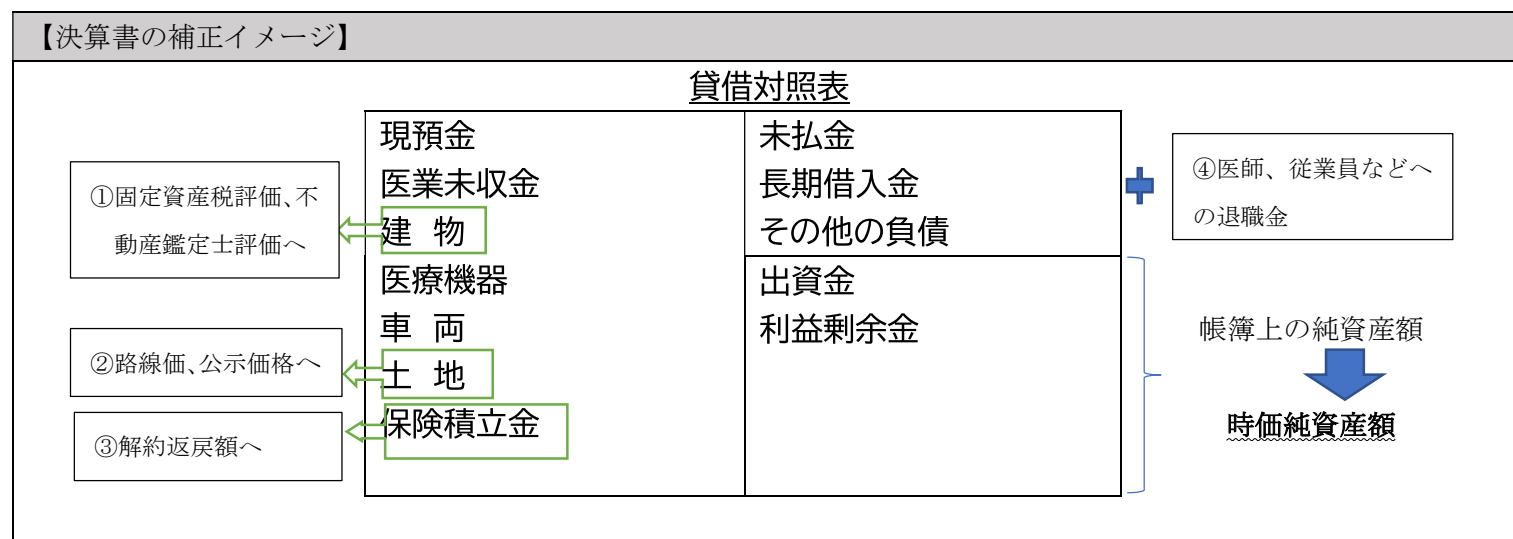 【決算書の補正イメージ】
貸借対照表
①固定資産税評価、不
動産鑑定士評価へ
②路線価、公示価格へ
③解約返戻額へ
現預金
医業未収金
建 物
医療機器
車 両
土 地
保険積立金
未払金
長期借入金
その他の負債
出資金
利益剰余金
④医師、従業員などへ
の退職金
帳簿上の純資産額
時価純資産額